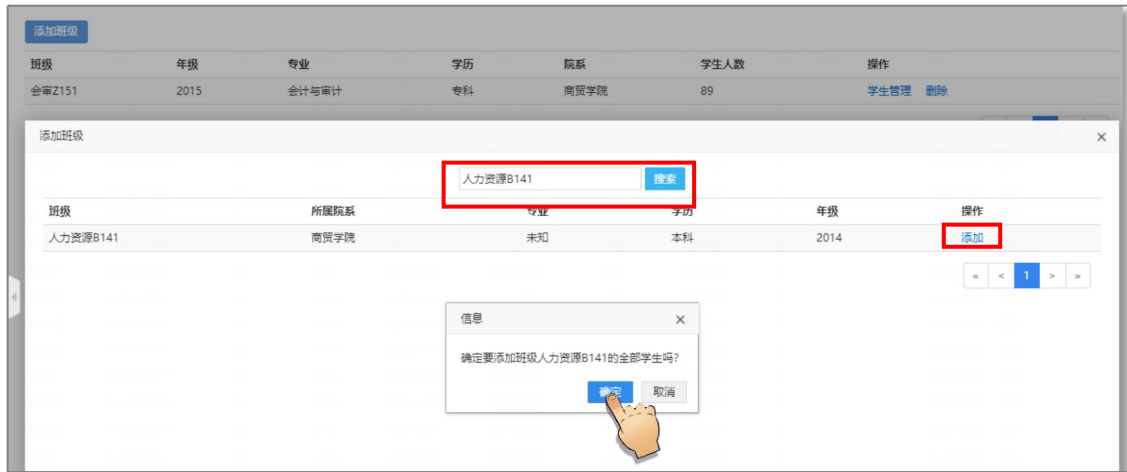 添加班级
班级 年级 专业 学历 院系 学生人数 操作
会审Z151 2015 会计与审计 专科 商贸学院 89 学生管理 删除
添加班级 ×
人力资源B141 搜索
班级 所属院系 专业 学历 年级 操作
人力资源B141 商贸学院 未知 本科 2014 添加
« < 1 > »
信息 ×
确定要添加班级人力资源B141的全部学生吗?
确定 取消